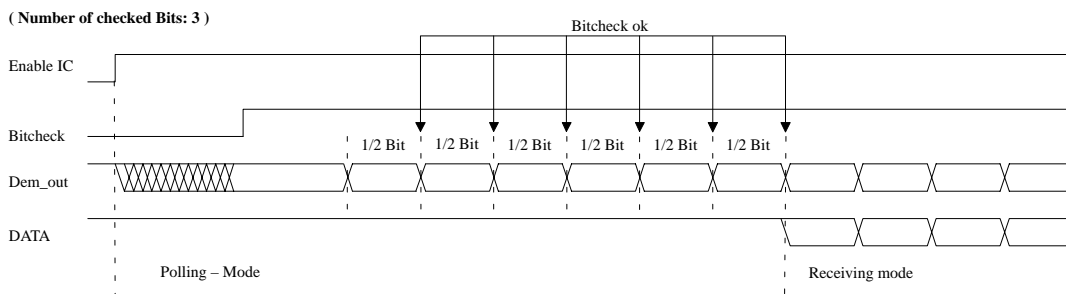 ( Number of checked Bits: 3 )
Bitcheck ok
Enable IC
Bitcheck
1/2 Bit 1/2 Bit 1/2 Bit 1/2 Bit 1/2 Bit 1/2 Bit
Dem_out
DATA
Polling – Mode Receiving mode